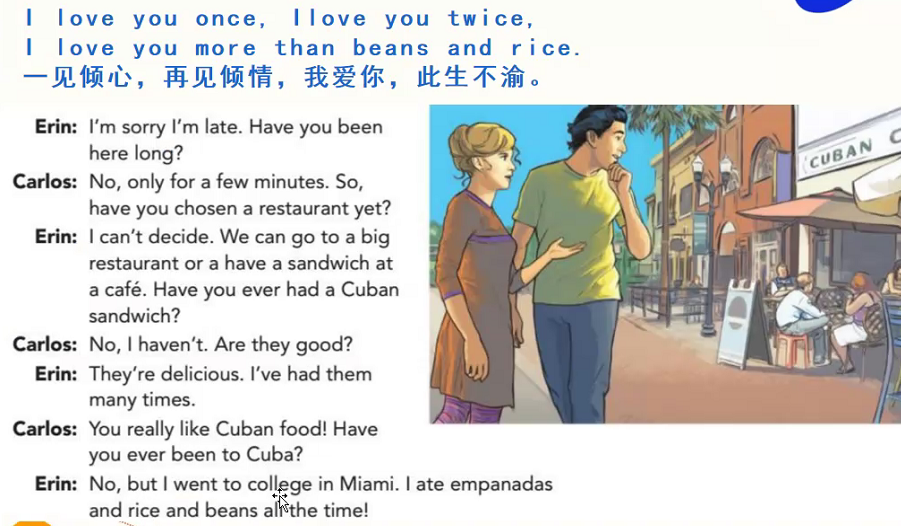 I love you once, Ilove you twice,
I love you more than beans and rice.
一见倾心，再见倾情，我爱你，此生不渝。
Erin: I'm sorry I'm late. Have you been
here long?
Carlos: No, only for a few minutes. So,
have you chosen a restaurant yet?
Erin: I can't decide. We can go to a big
restaurant or a have a sandwich at
a café. Have you ever had a Cuban
sandwich?
Carlos: No, I haven't. Are they good?
Erin: They're delicious. I've had them
many times.
Carlos: You really like Cuban food! Have
you ever been to Cuba?
Erin: No, but I went to college in Miami. I ate empanadas
and rice and beans all the time!
CUBAN C